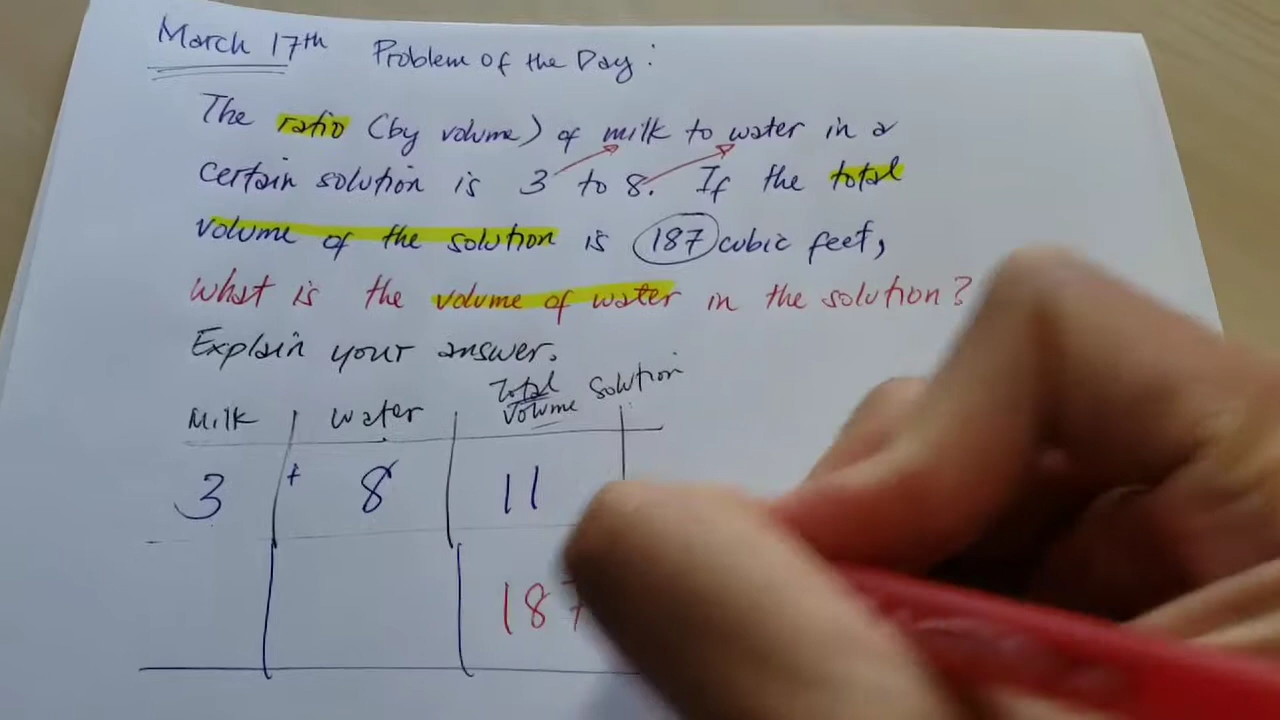 March 17th Problem of the Day:
The ratio (by volume) of milk to water in a
certain solution is 3 to 8. If the total
volume of the solution is 187 cubic feet,
what is the volume of water in the solution?
Explain your answer.
Milk Water Total Volume Solution
3 + 8 11
187